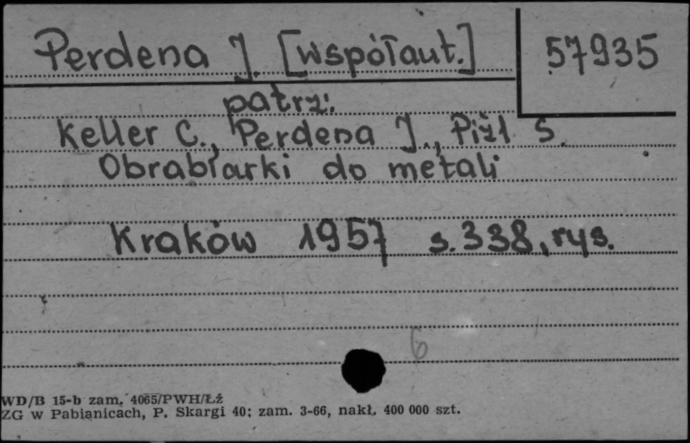 Perdena J. [współaut.] 57935
patrz:
Keller C., Perdena J., Piżl S.
Obrabiarki do metali
Kraków 1957 s. 338, rys.
6
WD/B 15-b zam. 4065/PWH/Łż
ZG w Pabianicach, P. Skargi 40; zam. 3-66, nakł. 400 000 szt.